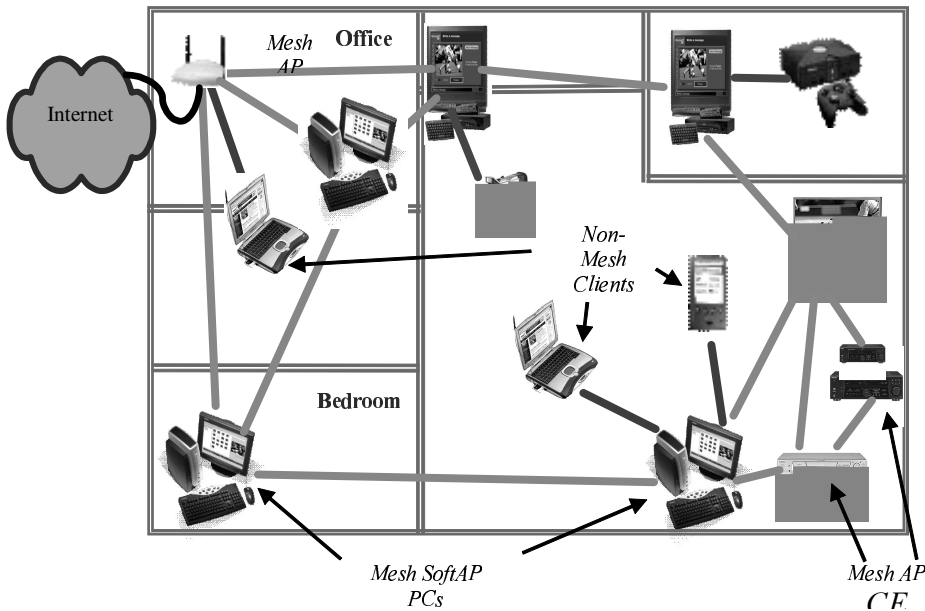 Mesh
AP
Office
Internet
Non-
Mesh
Clients
Bedroom
Mesh SoftAP
PCs
Mesh AP
CE